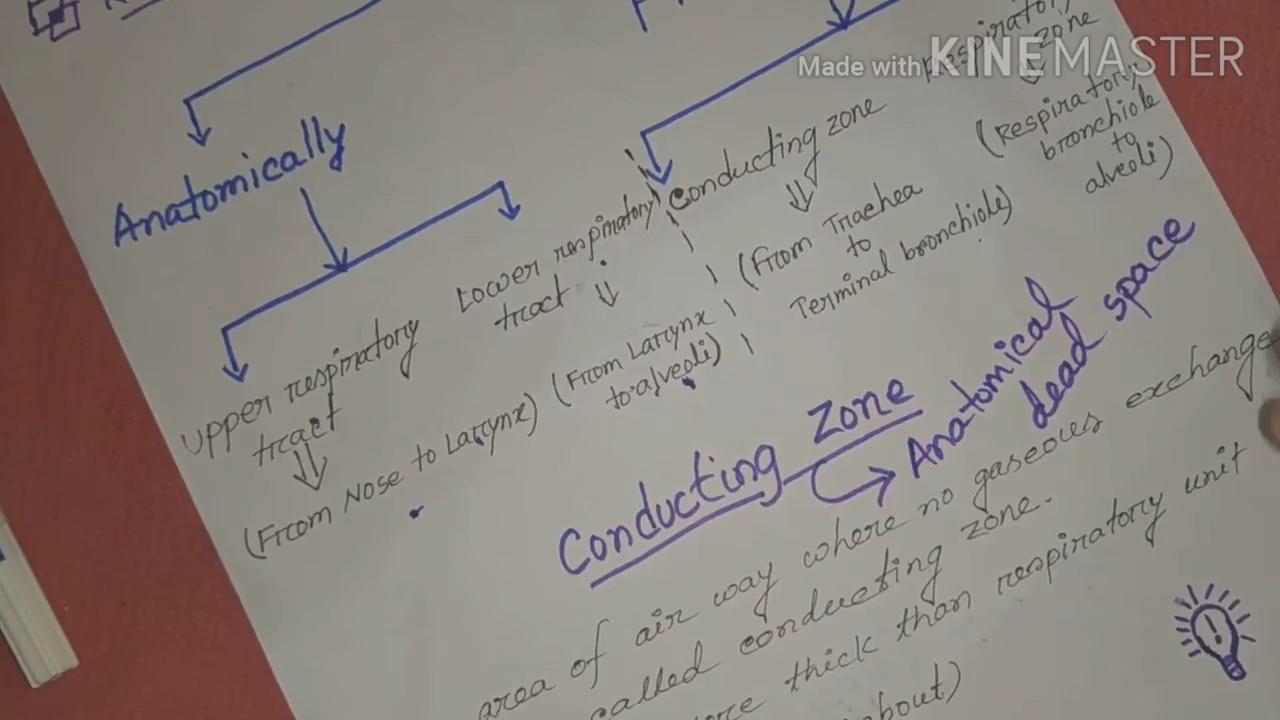 Made with KINEMASTER
Respiratory
zone
Anatomically
Conducting zone
(Respiratory
bronchiole
to
alveoli)
Lower respiratory
tract
(From Trachea
to
Terminal bronchiole)
Upper respiratory
tract
(From Larynx
to alveoli)
(From Nose to Larynx)
Conducting zone
Anatomical
dead space
area of air way where no gaseous exchange
called conducting zone.
thick than respiratory unit
about)